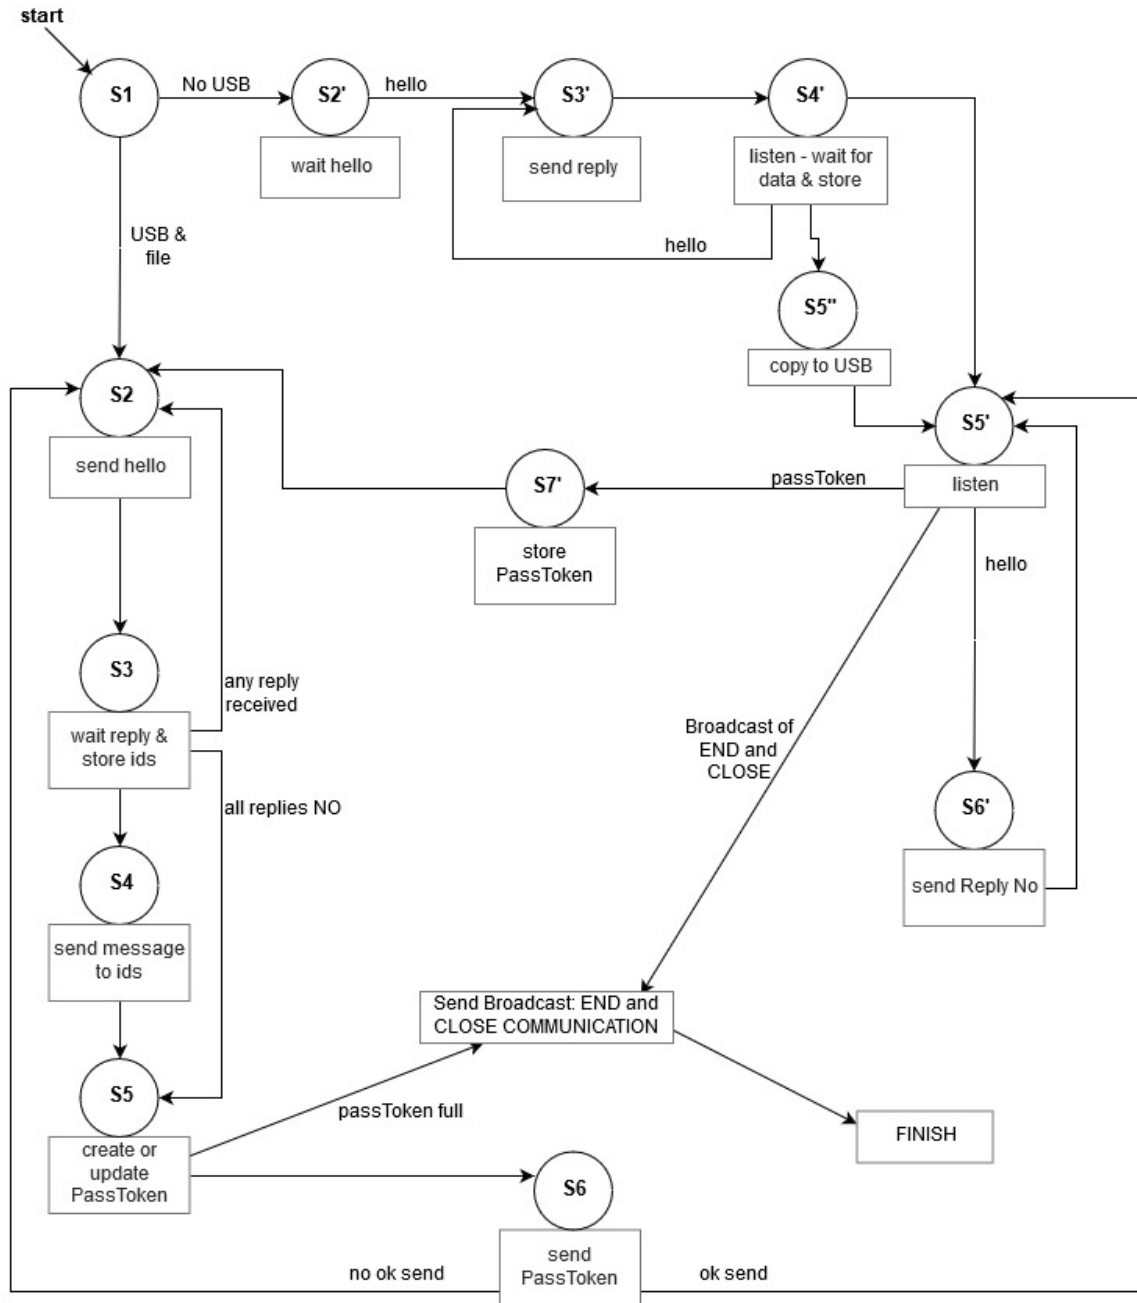 start
S1
No USB
S2'
hello
S3'
S4'
wait hello
send reply
listen - wait for
data & store
USB &
file
hello
S5''
copy to USB
S2
send hello
S5'
listen
passToken
S7'
store
PassToken
hello
S3
wait reply &
store ids
any reply
received
all replies NO
Broadcast of
END and
CLOSE
S6'
send Reply No
S4
send message
to ids
Send Broadcast: END and
CLOSE COMMUNICATION
S5
create or
update
PassToken
passToken full
FINISH
S6
send
PassToken
no ok send
ok send